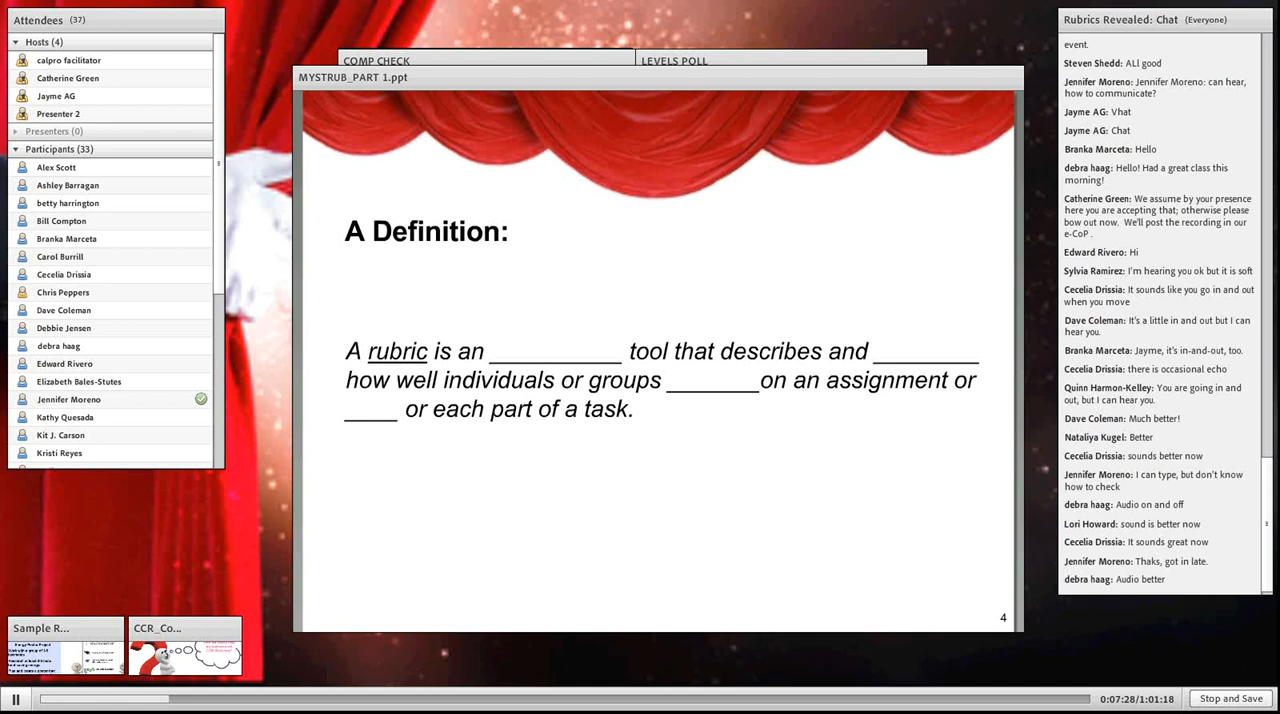 Attendees (37)
Hosts (4)
calpro facilitator
Catherine Green
Jayme AG
Presenter 2
Presenters (0)
Participants (33)
Alex Scott
Ashley Barragan
betty harrington
Bill Compton
Branka Marceta
Carol Burrill
Cecelia Drissia
Chris Peppers
Dave Coleman
Debbie Jensen
debra haag
Edward Rivero
Elizabeth Bales-Stutes
Jennifer Moreno
Kathy Quesada
Kit J. Carson
Kristi Reyes
COMP CHECK
LEVELS POLL
MYSTRUB_PART 1.ppt
A Definition:
A rubric is an __________ tool that describes and ________
how well individuals or groups _______on an assignment or
____ or each part of a task.
4
Rubrics Revealed: Chat (Everyone)
event.
Steven Shedd: ALl good
Jennifer Moreno: Jennifer Moreno: can hear,
how to communicate?
Jayme AG: Vhat
Jayme AG: Chat
Branka Marceta: Hello
debra haag: Hello! Had a great class this
morning!
Catherine Green: We assume by your presence
here you are accepting that; otherwise please
bow out now. We'll post the recording in our
e-CoP .
Edward Rivero: Hi
Sylvia Ramirez: I'm hearing you ok but it is soft
Cecelia Drissia: It sounds like you go in and out
when you move
Dave Coleman: It's a little in and out but I can
hear you.
Branka Marceta: Jayme, it's in-and-out, too.
Cecelia Drissia: there is occasional echo
Quinn Harmon-Kelley: You are going in and
out, but I can hear you.
Dave Coleman: Much better!
Nataliya Kugel: Better
Cecelia Drissia: sounds better now
Jennifer Moreno: I can type, but don't know
how to check
debra haag: Audio on and off
Lori Howard: sound is better now
Cecelia Drissia: It sounds great now
Jennifer Moreno: Thaks, got in late.
debra haag: Audio better
Sample R...
CCR_Co...
0:07:28/1:01:18
Stop and Save